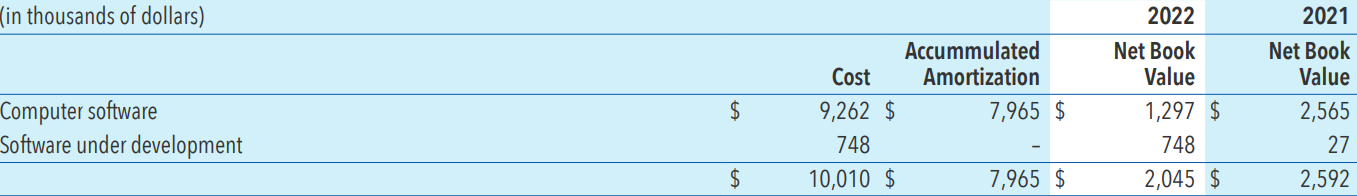 (in thousands of dollars) 2022 2021
Accummulated Net Book Net Book
Cost Amortization Value Value
Computer software $ 9,262 $ 7,965 $ 1,297 $ 2,565
Software under development 748 – 748 27
$ 10,010 $ 7,965 $ 2,045 $ 2,592